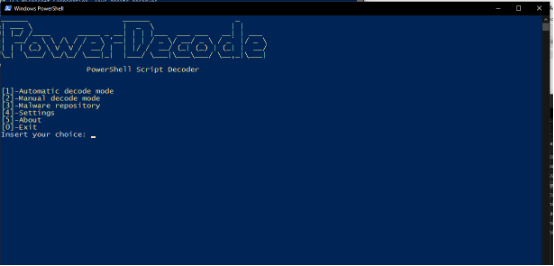 Windows PowerShell
PowerDecode
PowerShell Script Decoder
[1]-Automatic decode mode
[2]-Manual decode mode
[3]-Malware repository
[4]-Settings
[5]-About
[0]-Exit
Insert your choice: _